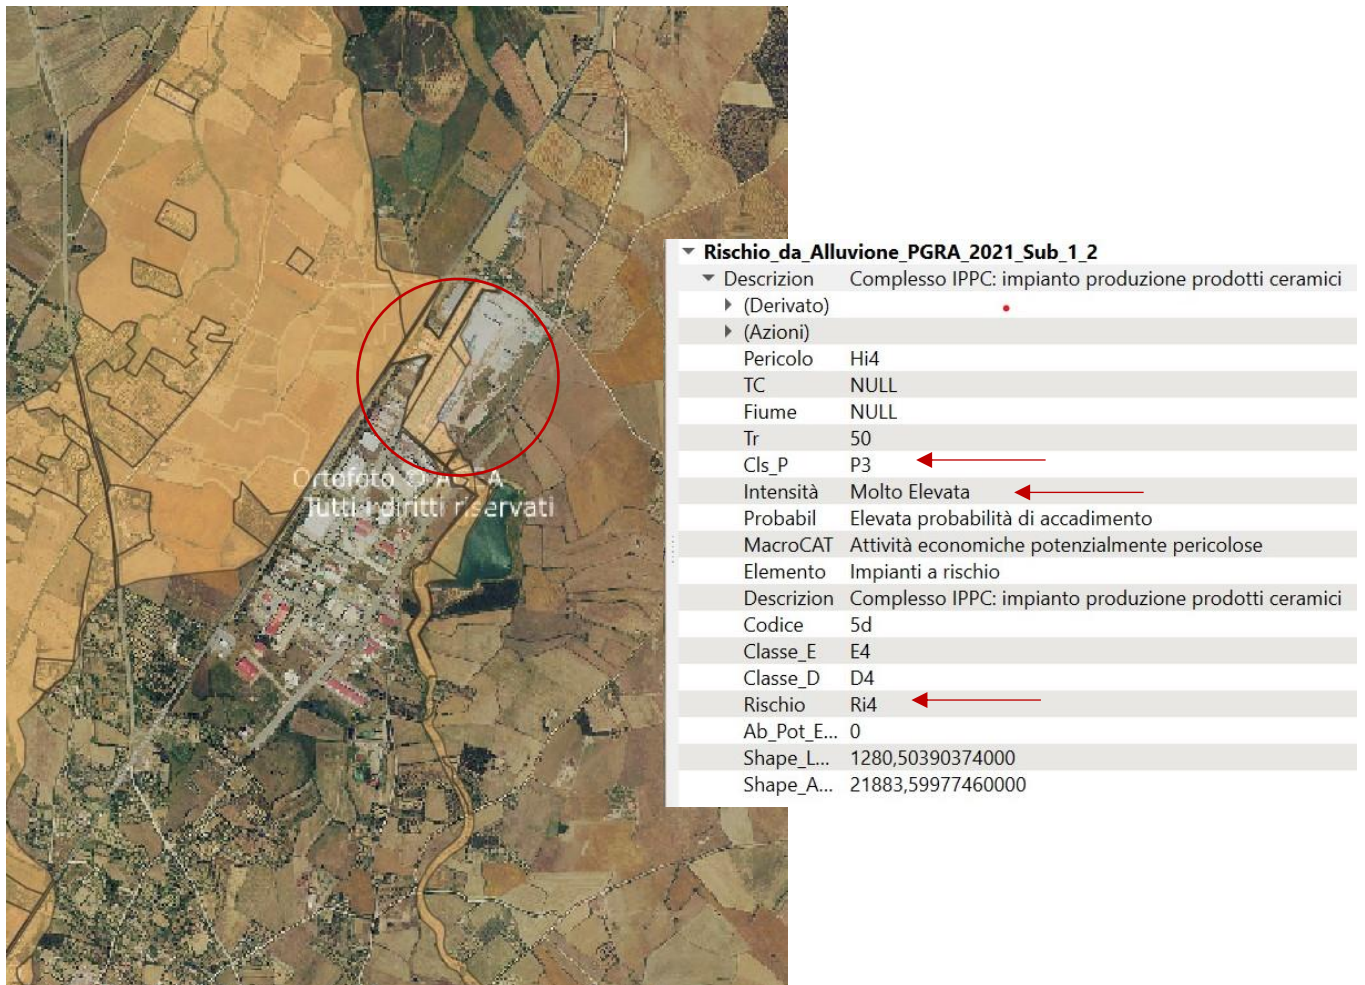 Ortofoto © AGEA
Tutti i diritti riservati
Rischio_da_Alluvione_PGRA_2021_Sub_1_2
Descrizion Complesso IPPC: impianto produzione prodotti ceramici
(Derivato)
(Azioni)
Pericolo Hi4
TC NULL
Fiume NULL
Tr 50
Cls_P P3
Intensità Molto Elevata
Probabil Elevata probabilità di accadimento
MacroCAT Attività economiche potenzialmente pericolose
Elemento Impianti a rischio
Descrizion Complesso IPPC: impianto produzione prodotti ceramici
Codice 5d
Classe_E E4
Classe_D D4
Rischio Ri4
Ab_Pot_E... 0
Shape_L... 1280,50390374000
Shape_A... 21883,59977460000